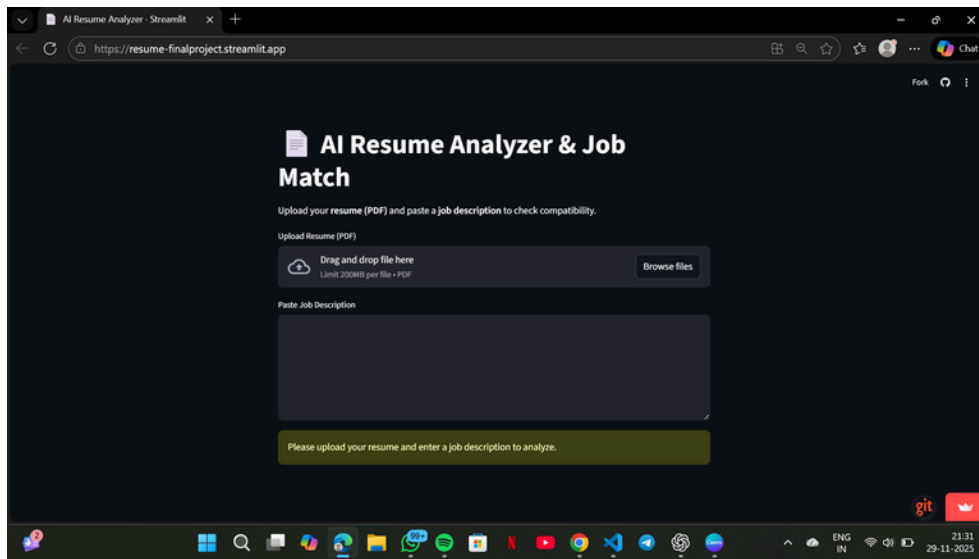 AI Resume Analyzer · Streamlit
https://resume-finalproject.streamlit.app
Chat
Fork
AI Resume Analyzer & Job
Match
Upload your resume (PDF) and paste a job description to check compatibility.
Upload Resume (PDF)
Drag and drop file here
Limit 200MB per file • PDF
Browse files
Paste Job Description
Please upload your resume and enter a job description to analyze.
git
2
99+
ENG
IN
21:31
29-11-2025